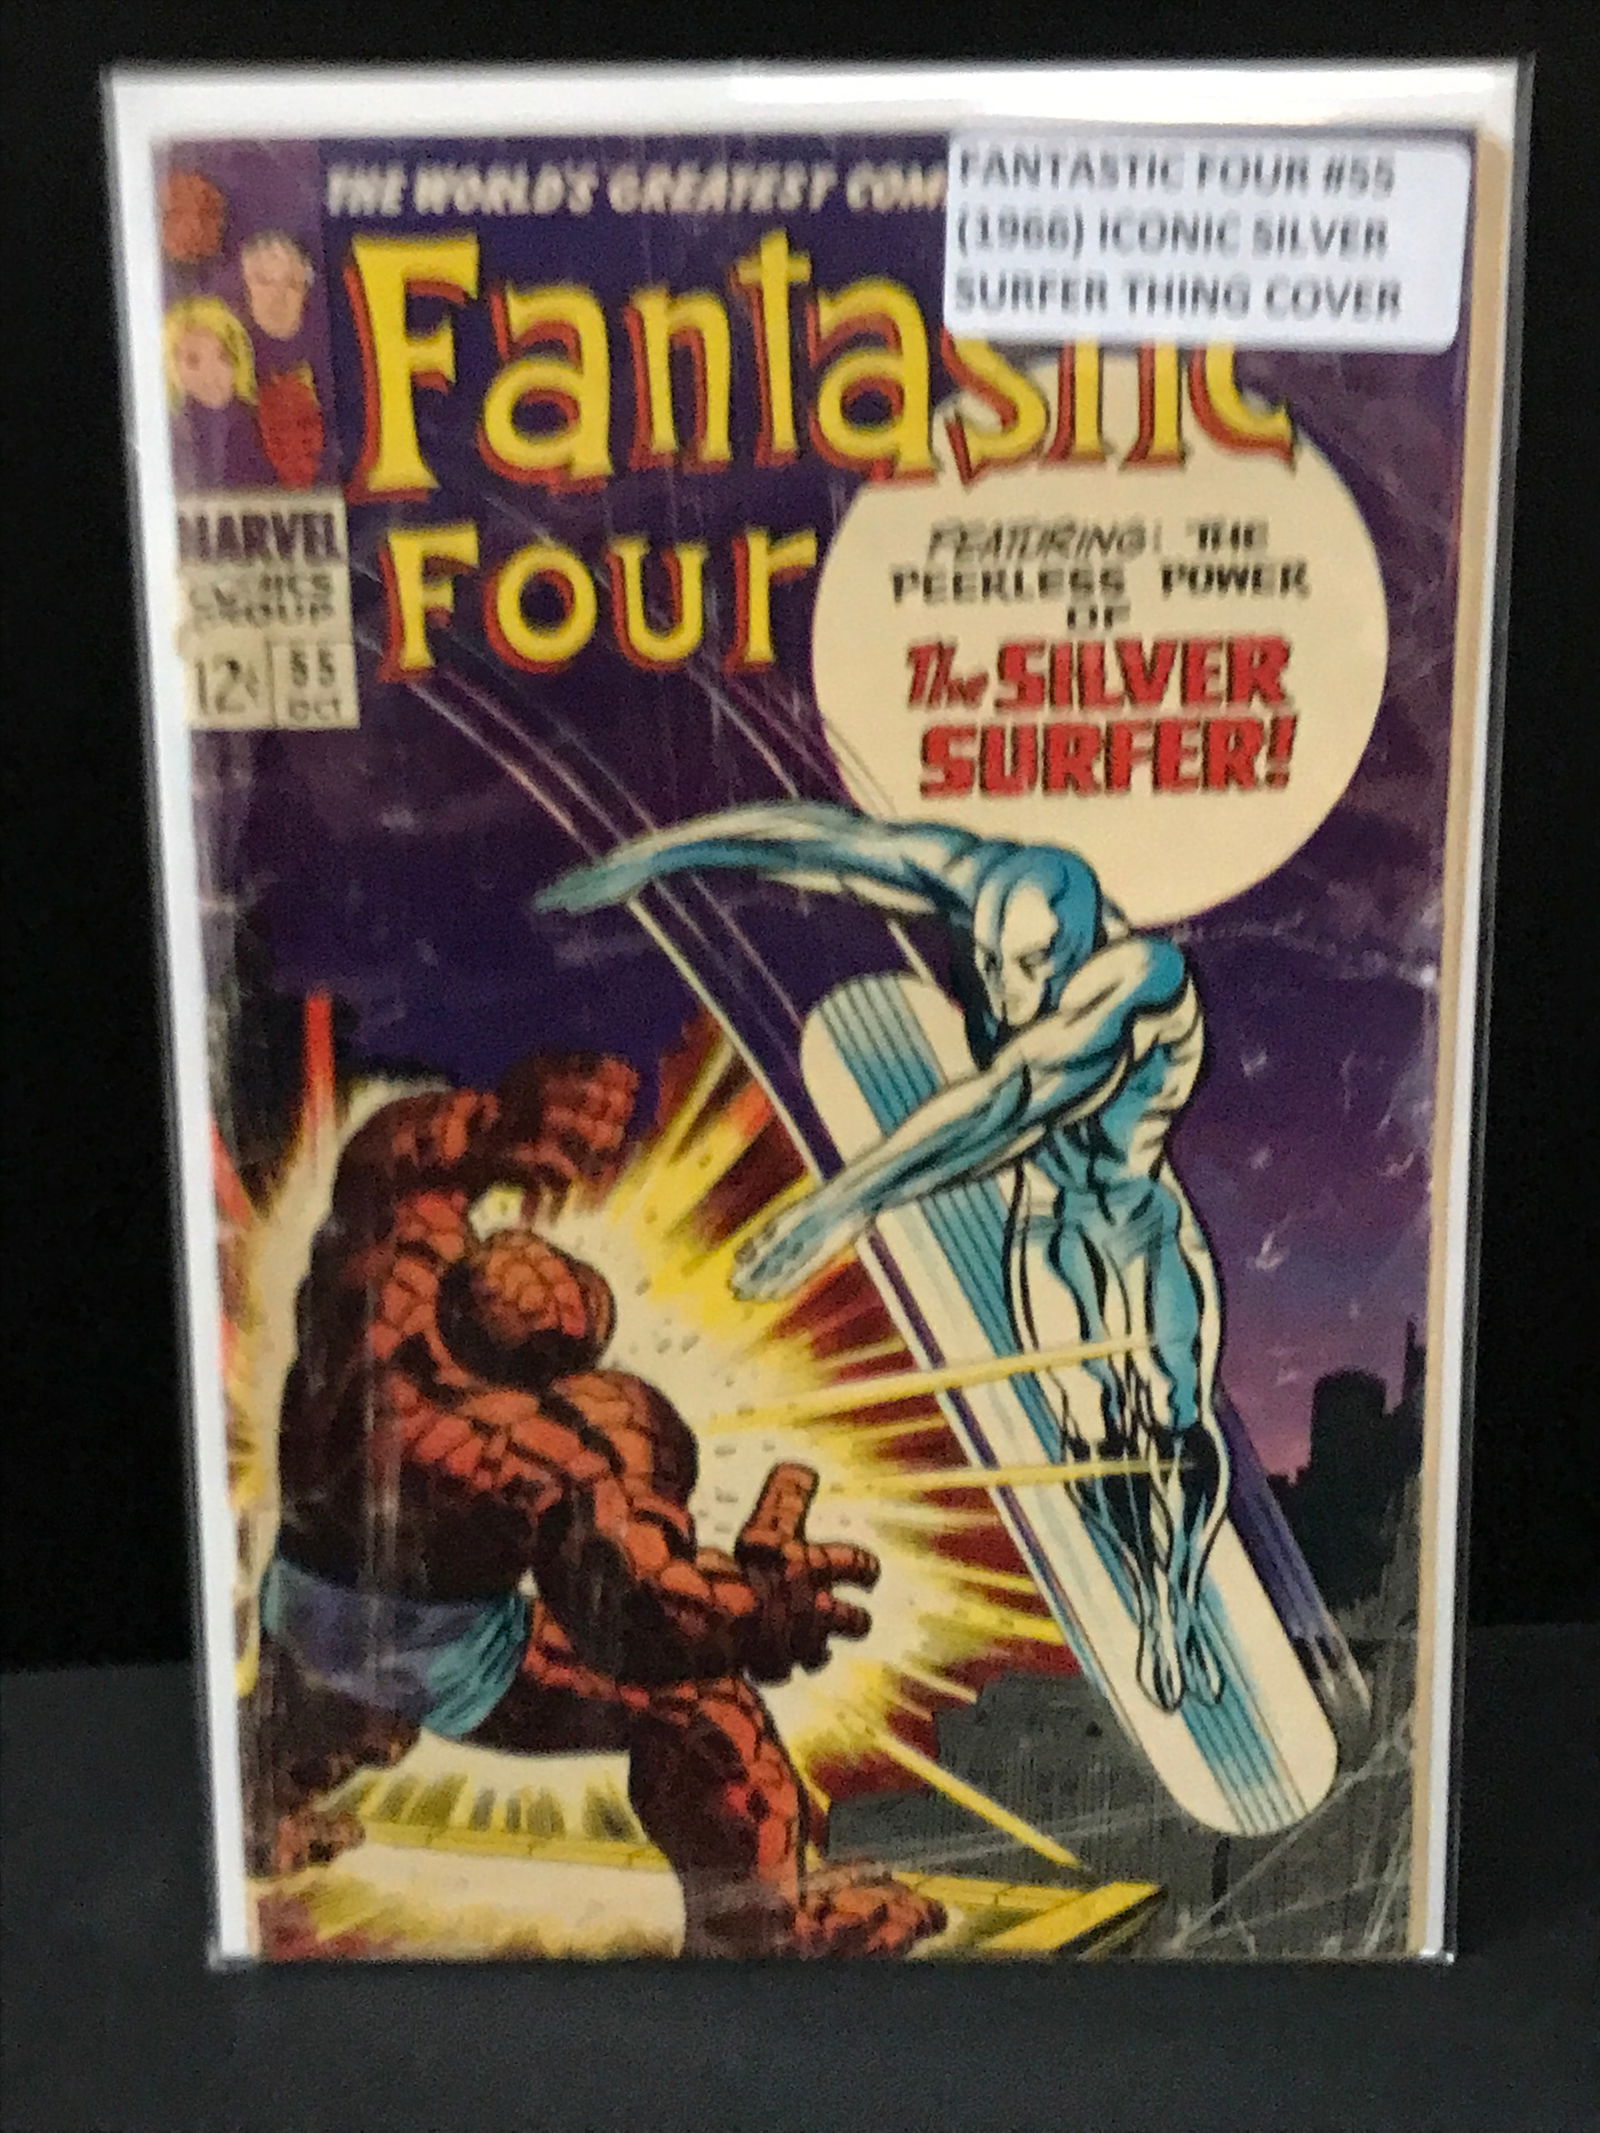 FANTASTIC FOUR #55
(1966) ICONIC SILVER
SURFER THING COVER
THE WORLD'S GREATEST COM
Fantastic
Four
MARVEL
COMICS
GROUP
12¢
55
OCT
FEATURING: THE
PEERLESS POWER
OF
The SILVER
SURFER!